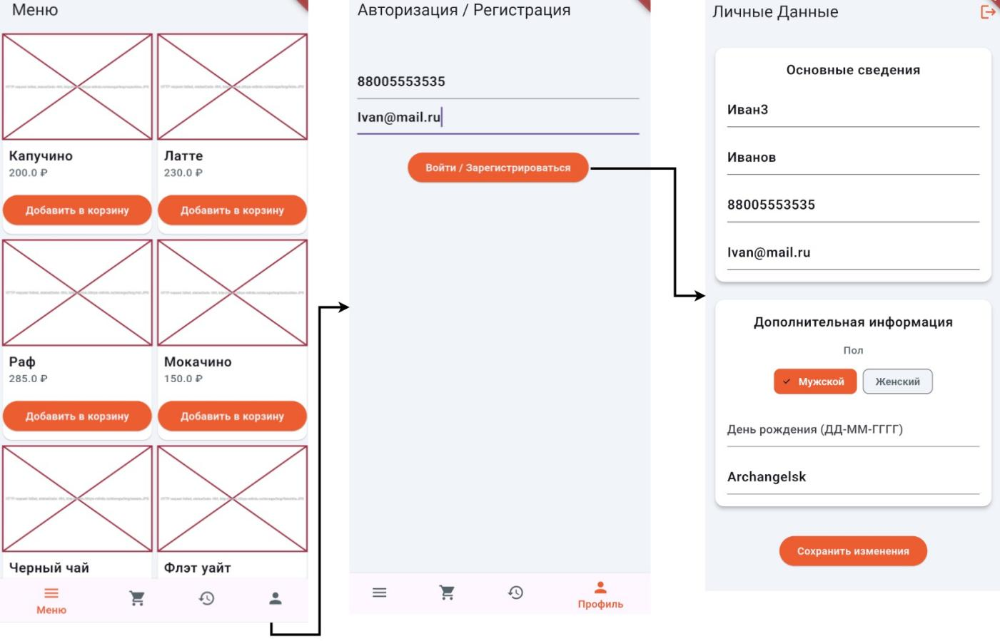 Меню
Капучино
200.0 ₽
Добавить в корзину
Латте
230.0 ₽
Добавить в корзину
Раф
285.0 ₽
Добавить в корзину
Мокачино
150.0 ₽
Добавить в корзину
Черный чай
Флэт уайт
Меню
Авторизация / Регистрация
88005553535
Ivan@mail.ru
Войти / Зарегистрироваться
Профиль
Личные Данные
Основные сведения
Иван3
Иванов
88005553535
Ivan@mail.ru
Дополнительная информация
Пол
Мужской
Женский
День рождения (ДД-ММ-ГГГГ)
Archangelsk
Сохранить изменения